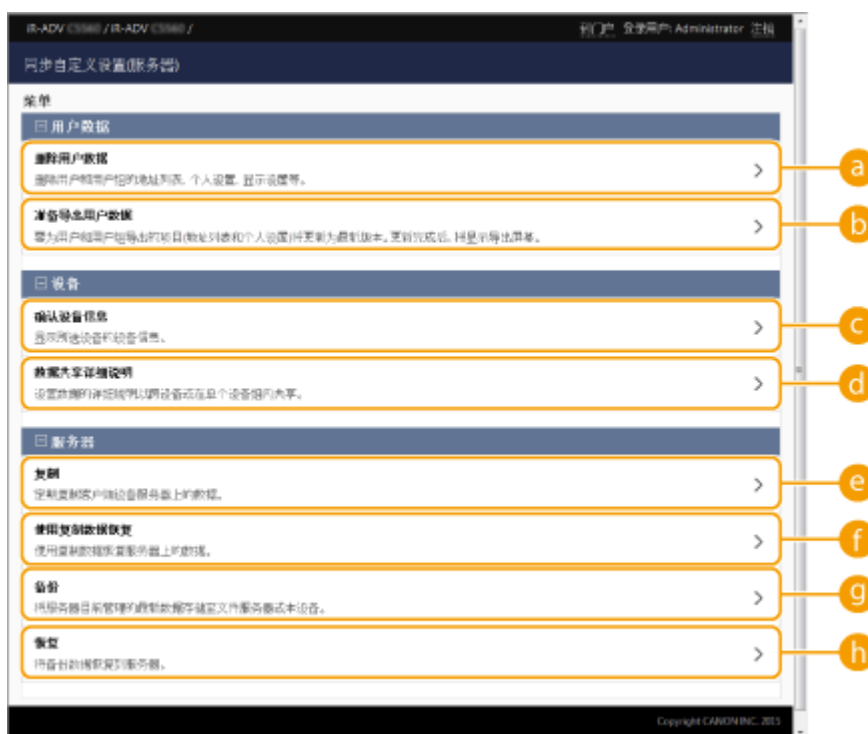 iR-ADV / iR-ADV /
到门户 登录用户: Administrator 注销
同步自定义设置(服务器)
菜单
用户数据
删除用户数据
删除用户和用户组的地址列表、个人设置、显示设置等。
a
准备导出用户数据
要为用户和用户组导出的项目(地址列表和个人设置)将更新为最新版本。更新完成后, 将显示导出屏幕。
b
设备
确认设备信息
显示所选设备的设备信息。
c
数据共享详细说明
设置数据的详细说明以跨设备或在单个设备组内共享。
d
服务器
复制
定期复制客户端设备服务器上的数据。
e
使用复制数据恢复
使用复制数据恢复服务器上的数据。
f
备份
将服务器目前管理的最新数据存储至文件服务器或本设备。
g
恢复
将备份数据恢复到服务器。
h
Copyright CANON INC. 2015